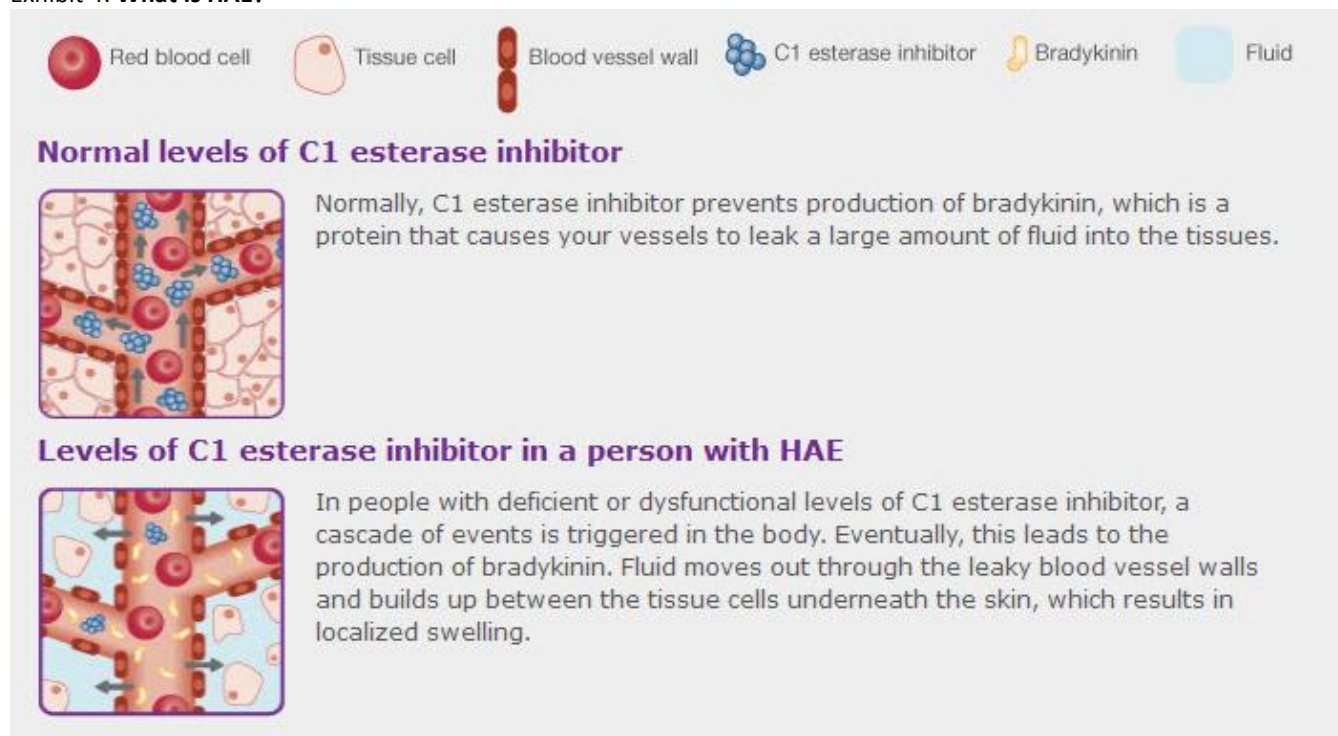 Red blood cell Tissue cell Blood vessel wall C1 esterase inhibitor Bradykinin Fluid
Normal levels of C1 esterase inhibitor
Normally, C1 esterase inhibitor prevents production of bradykinin, which is a
protein that causes your vessels to leak a large amount of fluid into the tissues.
Levels of C1 esterase inhibitor in a person with HAE
In people with deficient or dysfunctional levels of C1 esterase inhibitor, a
cascade of events is triggered in the body. Eventually, this leads to the
production of bradykinin. Fluid moves out through the leaky blood vessel walls
and builds up between the tissue cells underneath the skin, which results in
localized swelling.